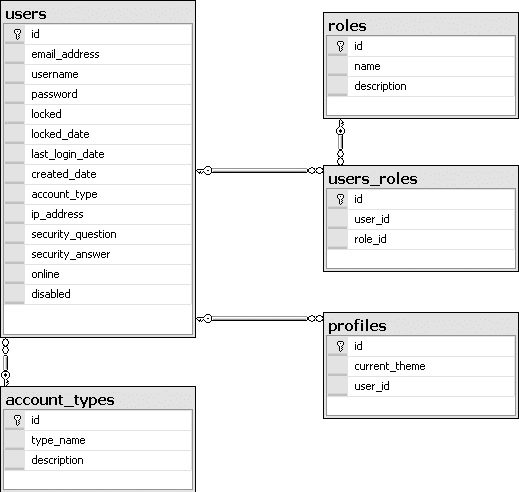 users
id
email_address
username
password
locked
locked_date
last_login_date
created_date
account_type
ip_address
security_question
security_answer
online
disabled
roles
id
name
description
users_roles
id
user_id
role_id
profiles
id
current_theme
user_id
account_types
id
type_name
description